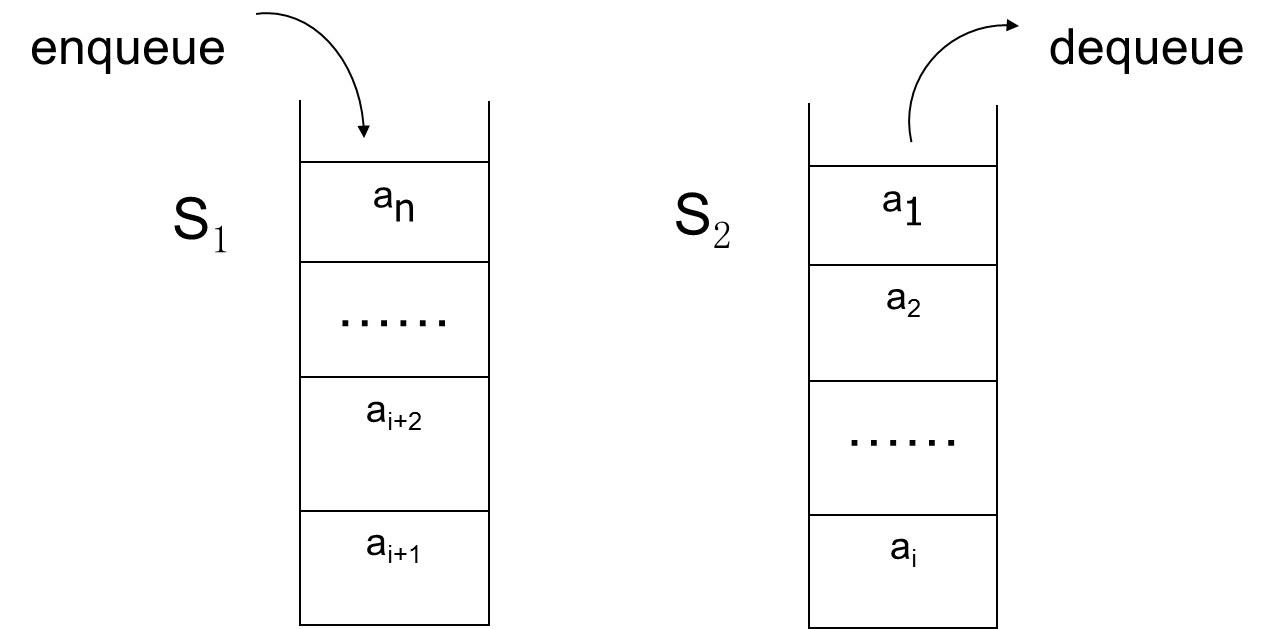 enqueue
dequeue
S₁
aₙ
......
aᵢ₊₂
aᵢ₊₁
S₂
a₁
a₂
......
aᵢ